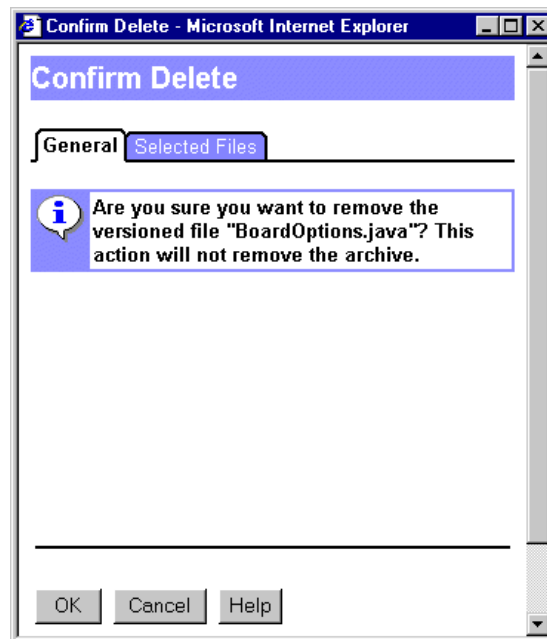 Confirm Delete - Microsoft Internet Explorer
Confirm Delete
General Selected Files
Are you sure you want to remove the
versioned file "BoardOptions.java"? This
action will not remove the archive.
OK Cancel Help